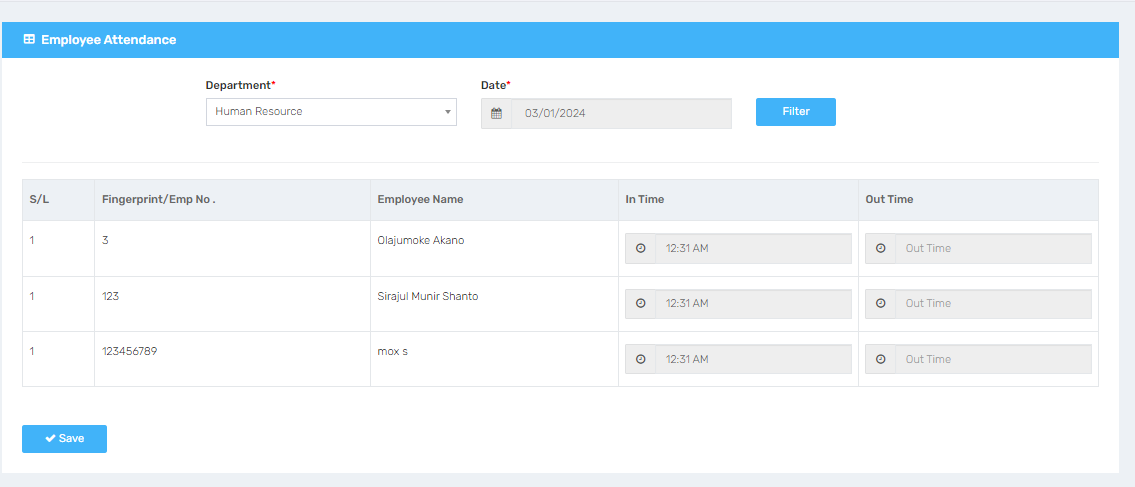 Employee Attendance
Department* Date*
Human Resource 03/01/2024 Filter
S/L Fingerprint/Emp No . Employee Name In Time Out Time
1 3 Olajumoke Akano 12:31 AM Out Time
1 123 Sirajul Munir Shanto 12:31 AM Out Time
1 123456789 mox s 12:31 AM Out Time
Save